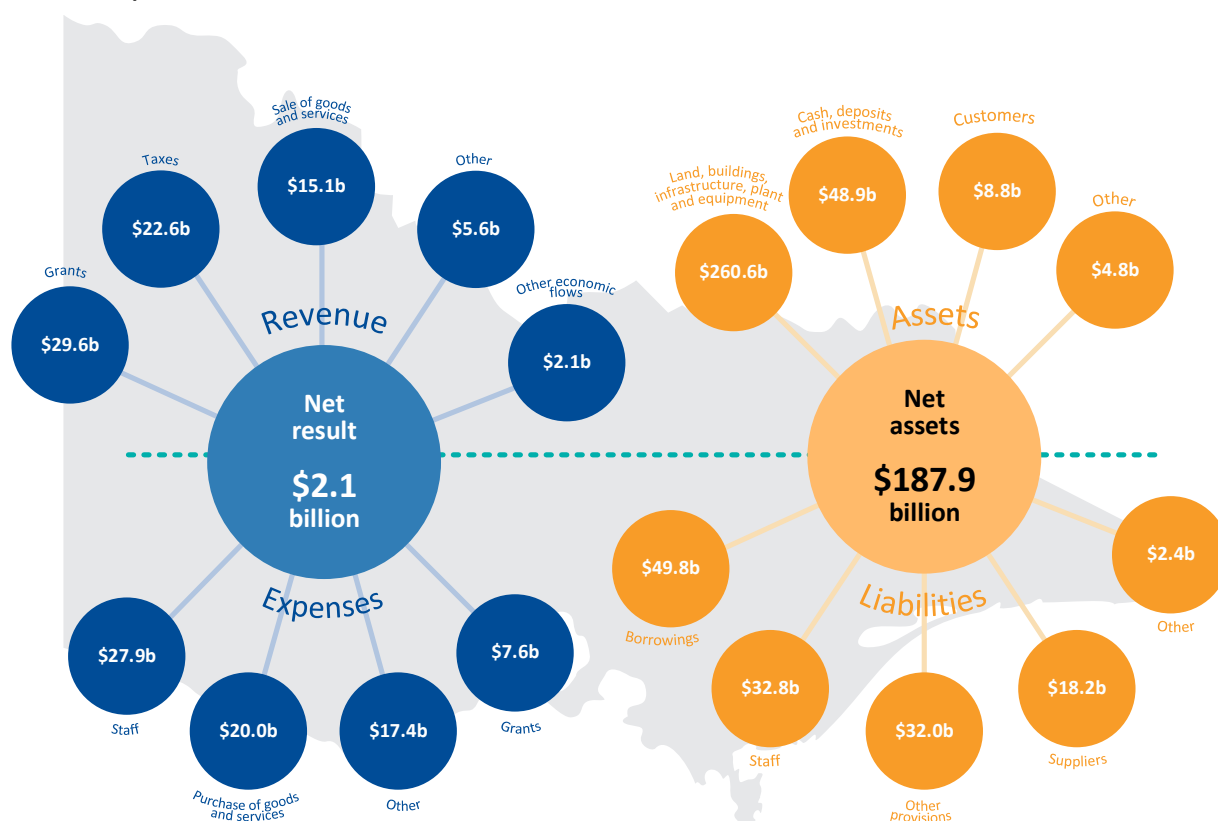 Sale of goods
and services
$15.1b
Taxes
$22.6b
Other
$5.6b
Grants
$29.6b
Other economic
flows
$2.1b
Revenue
Net
result
$2.1
billion
Expenses
$27.9b
Staff
$20.0b
Purchase of goods
and services
$17.4b
Other
$7.6b
Grants
Land, buildings,
infrastructure, plant
and equipment
$260.6b
Cash, deposits
and investments
$48.9b
Customers
$8.8b
Other
$4.8b
Assets
Net
assets
$187.9
billion
Liabilities
$49.8b
Borrowings
$32.8b
Staff
$32.0b
Other
provisions
$18.2b
Suppliers
$2.4b
Other